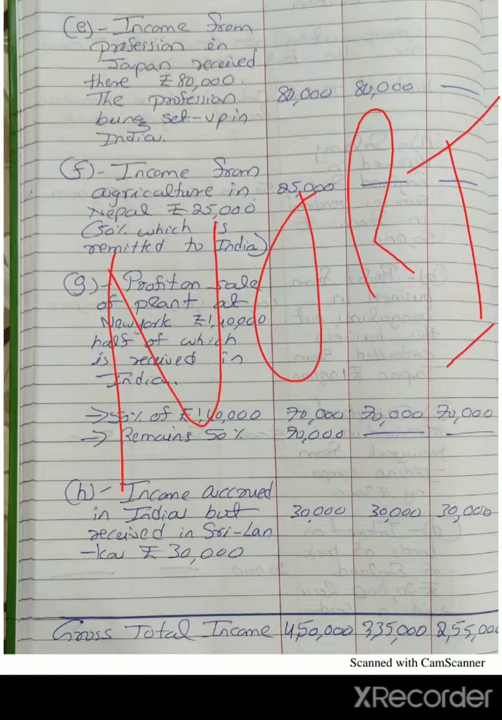 (e)- Income from
profession in
Japan received
there ₹80,000.
The profession 80,000 80,000 —
being set-up in
India.
(f)- Income from
agriculture in 25,000 — —
Nepal ₹25,000
(50% which is
remitted to India)
(g)- Profit on sale
of plant at
Newyork ₹1,40,000
half of which
is received in
India.
→ 50% of ₹1,40,000 70,000 70,000 70,000
→ Remains 50% 70,000 — —
(h)- Income accrued
in India but 30,000 30,000 30,000
received in Sri-Lan
-ka ₹ 30,000
Gross Total Income 4,50,000 3,35,000 2,55,000
Scanned with CamScanner
XRecorder